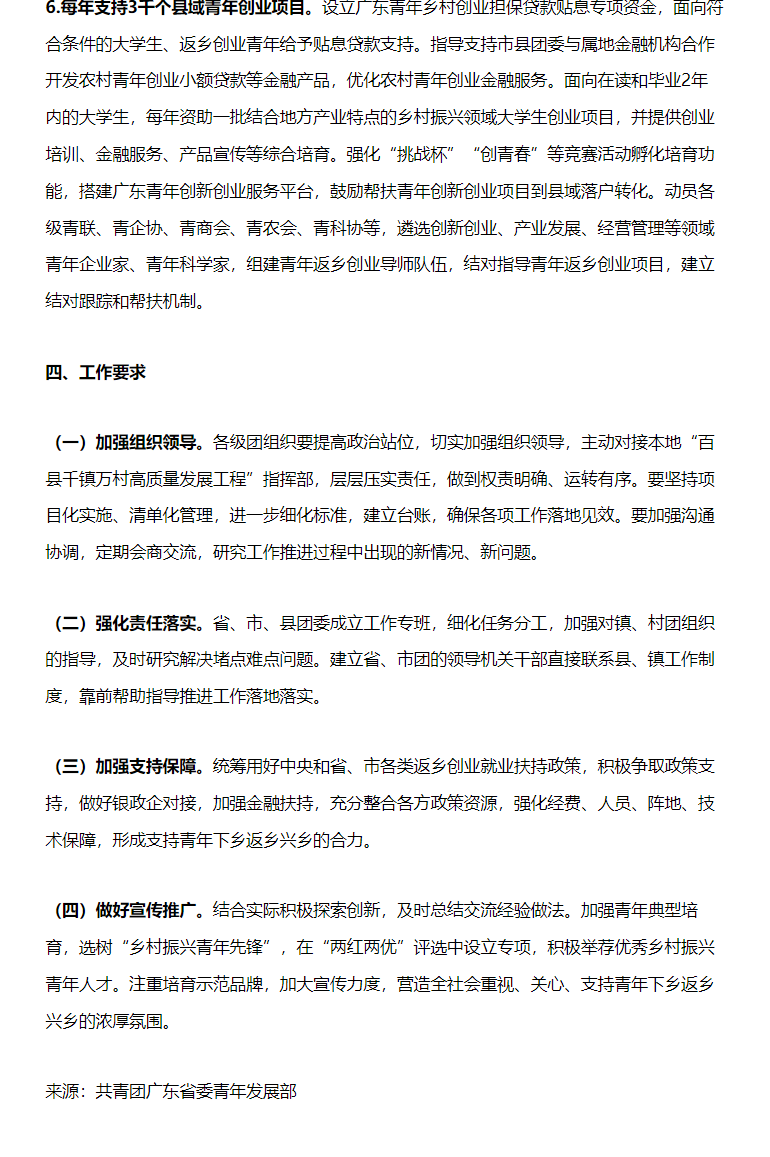 6.每年支持3千个县域青年创业项目。设立广东青年乡村创业担保贷款贴息专项资金，面向符
合条件的大学生、返乡创业青年给予贴息贷款支持。指导支持市县团委与属地金融机构合作
开发农村青年创业小额贷款等金融产品，优化农村青年创业金融服务。面向在读和毕业2年
内的大学生，每年资助一批结合地方产业特点的乡村振兴领域大学生创业项目，并提供创业
培训、金融服务、产品宣传等综合培育。强化“挑战杯”“创青春”等竞赛活动孵化培育功
能，搭建广东青年创新创业服务平台，鼓励帮扶青年创新创业项目到县域落户转化。动员各
级青联、青企协、青商会、青农会、青科协等，遴选创新创业、产业发展、经营管理等领域
青年企业家、青年科学家，组建青年返乡创业导师队伍，结对指导青年返乡创业项目，建立
结对跟踪和帮扶机制。
四、工作要求
（一）加强组织领导。各级团组织要提高政治站位，切实加强组织领导，主动对接本地“百
县千镇万村高质量发展工程”指挥部，层层压实责任，做到权责明确、运转有序。要坚持项
目化实施、清单化管理，进一步细化标准，建立台账，确保各项工作落地见效。要加强沟通
协调，定期会商交流，研究工作推进过程中出现的新情况、新问题。
（二）强化责任落实。省、市、县团委成立工作专班，细化任务分工，加强对镇、村团组织
的指导，及时研究解决堵点难点问题。建立省、市团的领导机关干部直接联系县、镇工作制
度，靠前帮助指导推进工作落地落实。
（三）加强支持保障。统筹用好中央和省、市各类返乡创业就业扶持政策，积极争取政策支
持，做好银政企对接，加强金融扶持，充分整合各方政策资源，强化经费、人员、阵地、技
术保障，形成支持青年下乡返乡兴乡的合力。
（四）做好宣传推广。结合实际积极探索创新，及时总结交流经验做法。加强青年典型培
育，选树“乡村振兴青年先锋”，在“两红两优”评选中设立专项，积极举荐优秀乡村振兴
青年人才。注重培育示范品牌，加大宣传力度，营造全社会重视、关心、支持青年下乡返乡
兴乡的浓厚氛围。
来源：共青团广东省委青年发展部